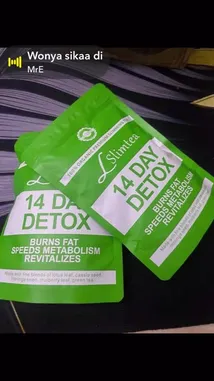 Wonya sikaa di
MrE
Slimtea
14 DAY
DETOX
BURNS FAT
SPEEDS METABOLISM
REVITALIZES
14 DAY
DETOX
BURNS FAT
SPEEDS METABOLISM
REVITALIZES